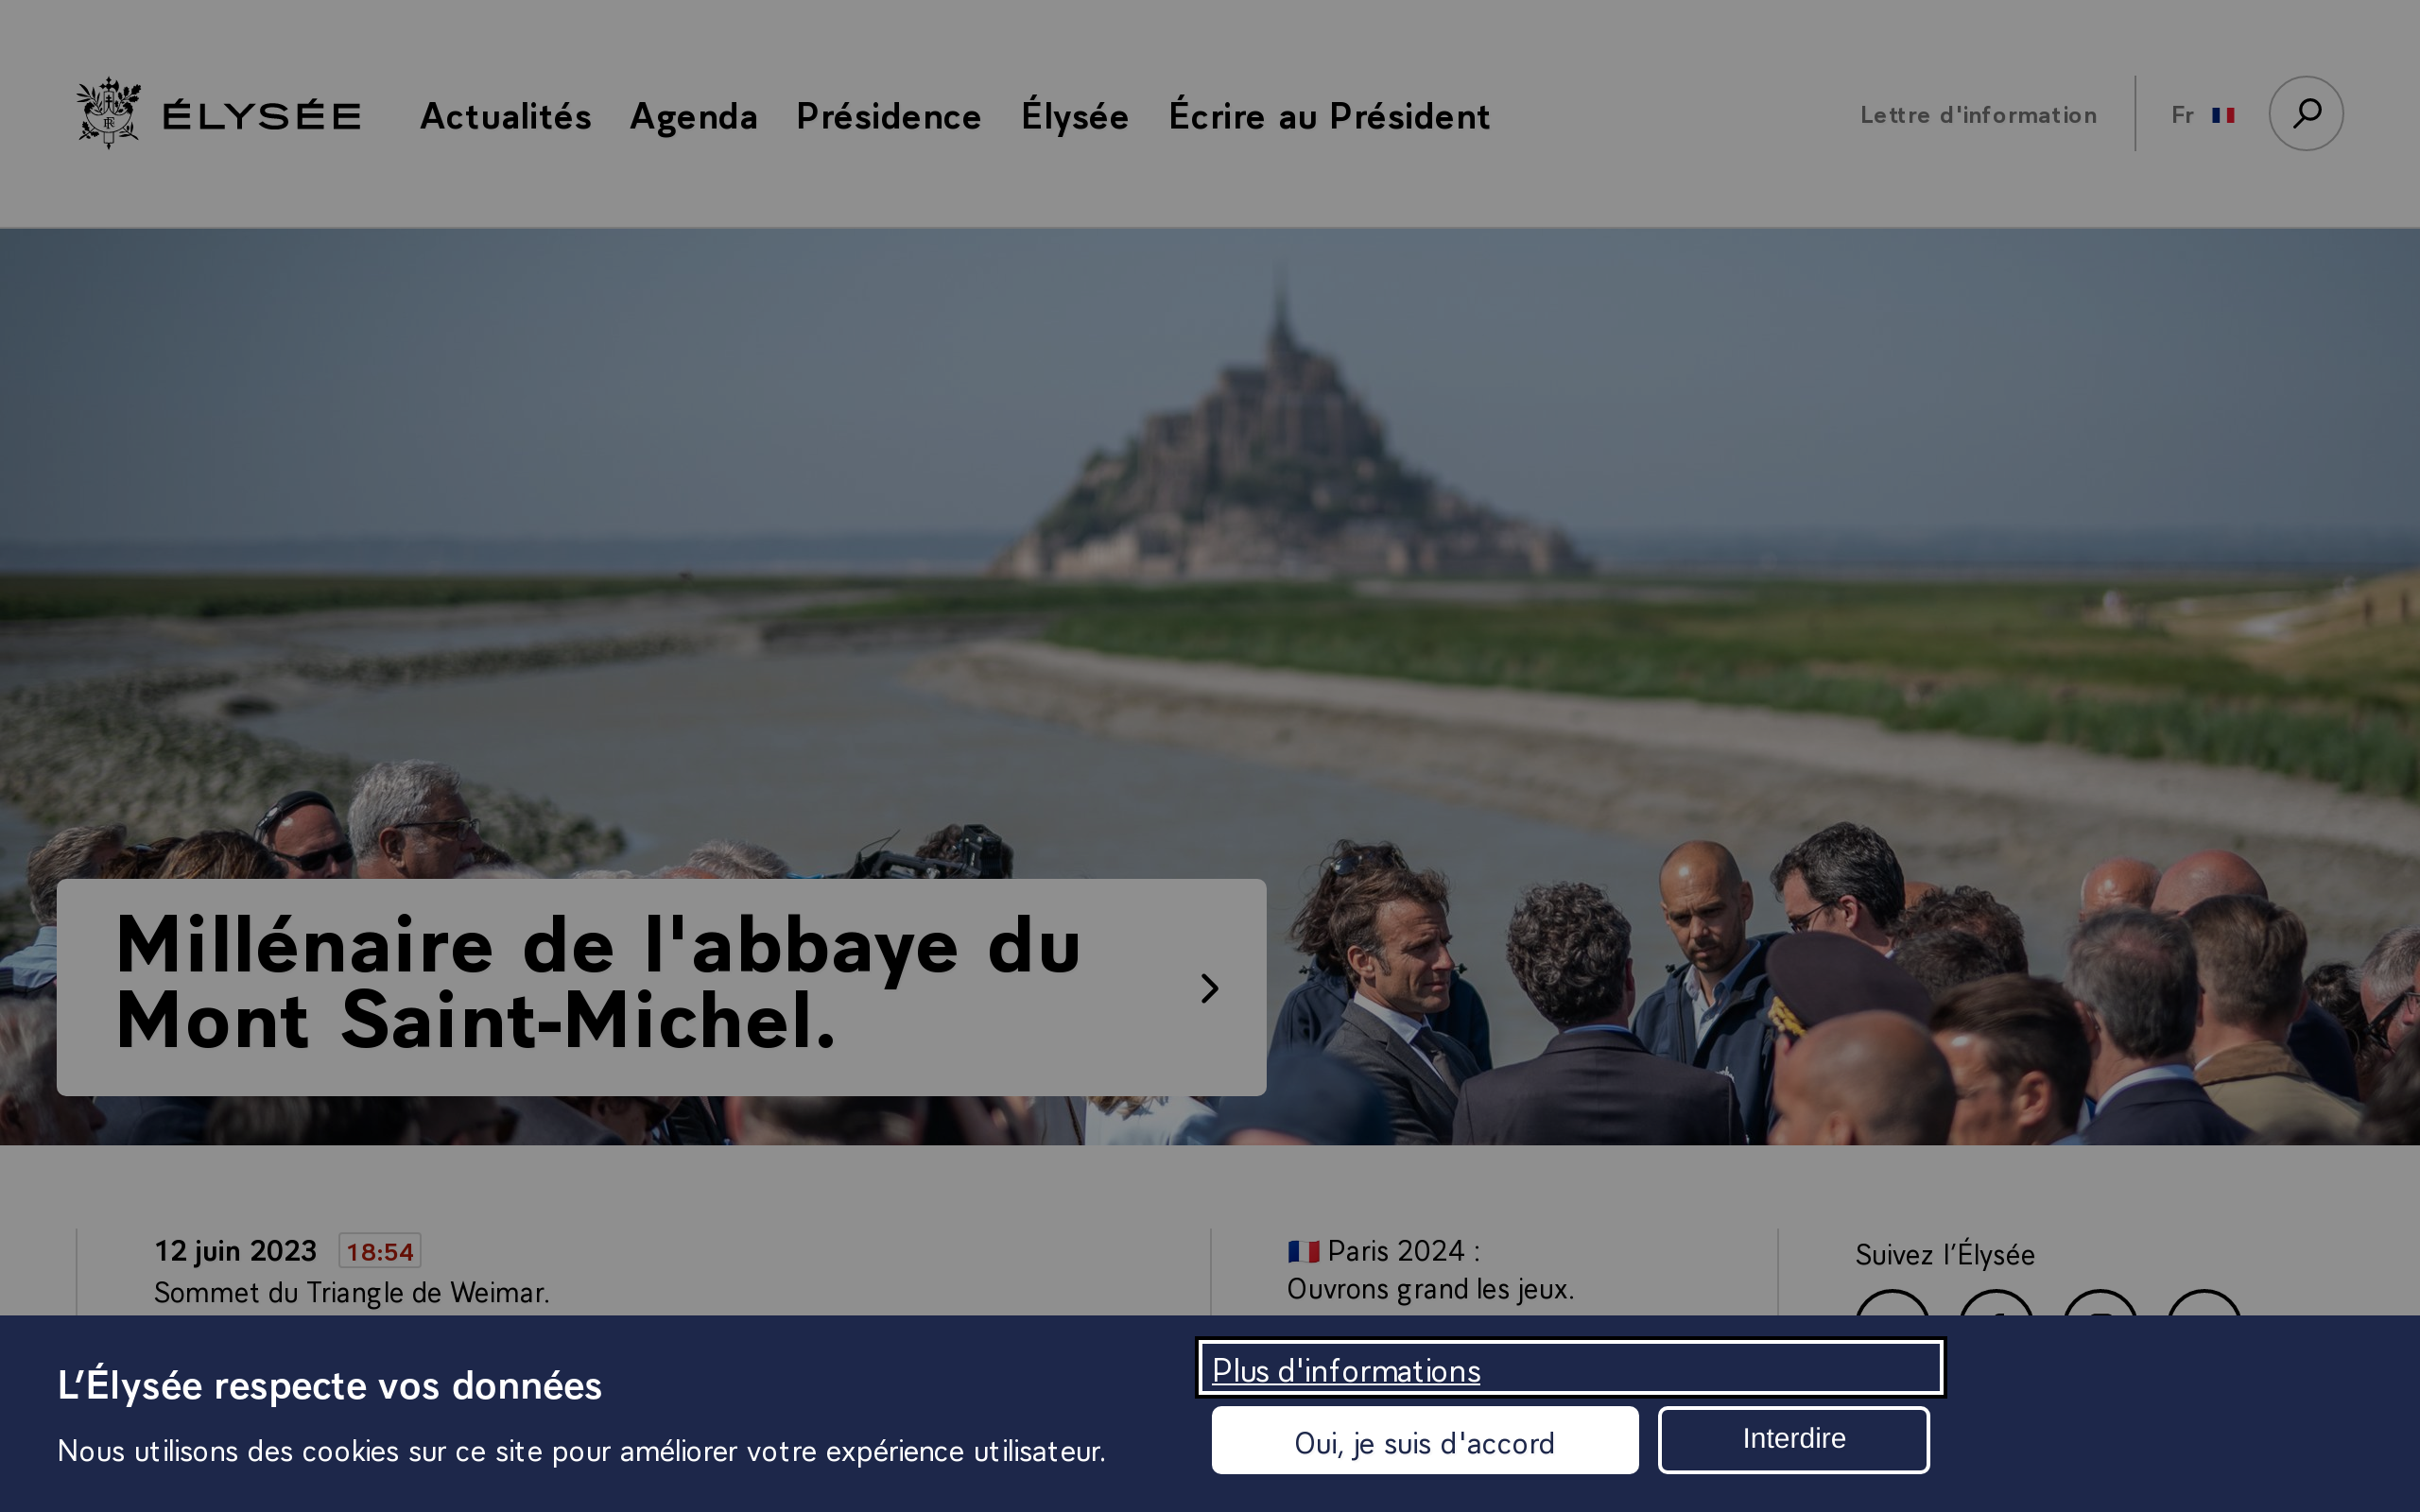 ÉLYSÉE
Actualités Agenda Présidence Élysée Écrire au Président
Lettre d'information Fr
Millénaire de l'abbaye du
Mont Saint-Michel.
12 juin 2023 18:54
Sommet du Triangle de Weimar.
Paris 2024 :
Ouvrons grand les jeux.
Suivez l’Élysée
L’Élysée respecte vos données
Nous utilisons des cookies sur ce site pour améliorer votre expérience utilisateur.
Plus d'informations
Oui, je suis d'accord
Interdire